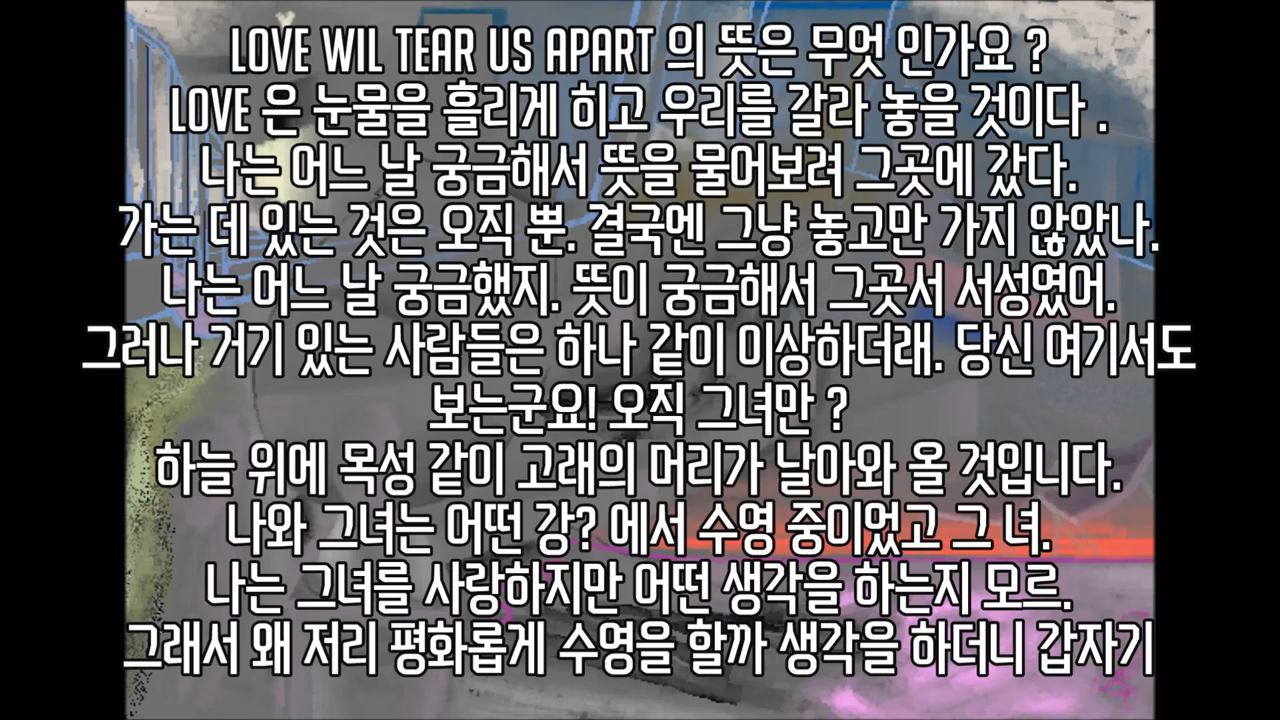 LOVE WIL TEAR US APART 의 뜻은 무엇 인가요 ?
LOVE 은 눈물을 흘리게 히고 우리를 갈라 놓을 것이다 .
나는 어느 날 궁금해서 뜻을 물어보려 그곳에 갔다.
가는 데 있는 것은 오직 뿐. 결국멘 그냥 놓고만 가지 않았나.
나는 어느 날 궁금했지. 뜻이 궁금해서 그곳서 서성였어.
그러나 거기 있는 사람들은 하나 같이 이상하더래. 당신 여기서도
보는군요! 오직 그녀만 ?
하늘 위에 목성 같이 고래의 머리가 날아와 올 것입니다.
나와 그녀는 어떤 강? 에서 수영 중이었고 그 녀.
나는 그녀를 사랑하지만 어떤 생각을 하는지 모르.
그래서 왜 저리 평화롭게 수영을 할까 생각을 하더니 갑자기